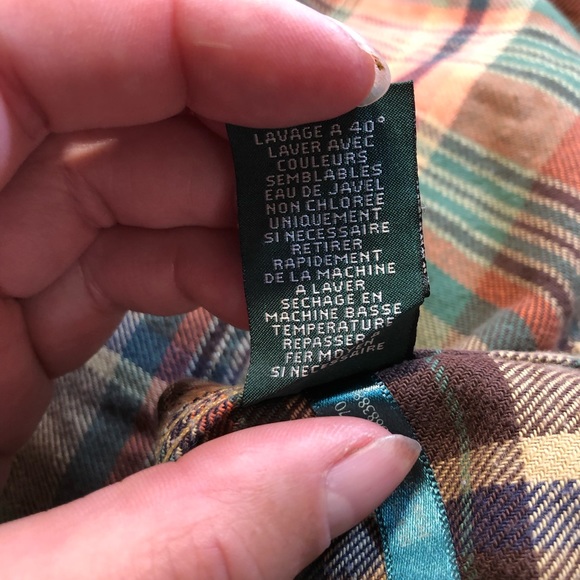 LAVAGE A 40°
LAVER AVEC
COULEURS
SEMBLABLES
EAU DE JAVEL
NON CHLOREE
UNIQUEMENT
SI NECESSAIRE
RETIRER
RAPIDEMENT
DE LA MACHINE
A LAVER
SECHAGE EN
MACHINE BASSE
TEMPERATURE
REPASSER
FER
SI NECESSAIRE